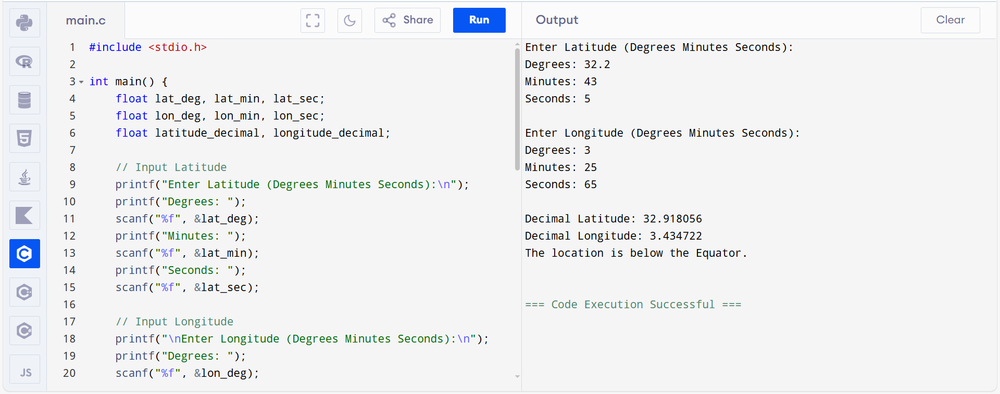 main.c
Share
Run
Output
Clear
1 #include <stdio.h>
2
3 int main() {
4     float lat_deg, lat_min, lat_sec;
5     float lon_deg, lon_min, lon_sec;
6     float latitude_decimal, longitude_decimal;
7
8     // Input Latitude
9     printf("Enter Latitude (Degrees Minutes Seconds):\n");
10     printf("Degrees: ");
11     scanf("%f", &lat_deg);
12     printf("Minutes: ");
13     scanf("%f", &lat_min);
14     printf("Seconds: ");
15     scanf("%f", &lat_sec);
16
17     // Input Longitude
18     printf("\nEnter Longitude (Degrees Minutes Seconds):\n");
19     printf("Degrees: ");
20     scanf("%f", &lon_deg);
Enter Latitude (Degrees Minutes Seconds):
Degrees: 32.2
Minutes: 43
Seconds: 5
Enter Longitude (Degrees Minutes Seconds):
Degrees: 3
Minutes: 25
Seconds: 65
Decimal Latitude: 32.918056
Decimal Longitude: 3.434722
The location is below the Equator.
=== Code Execution Successful ===
R
5
C
C++
C#
JS